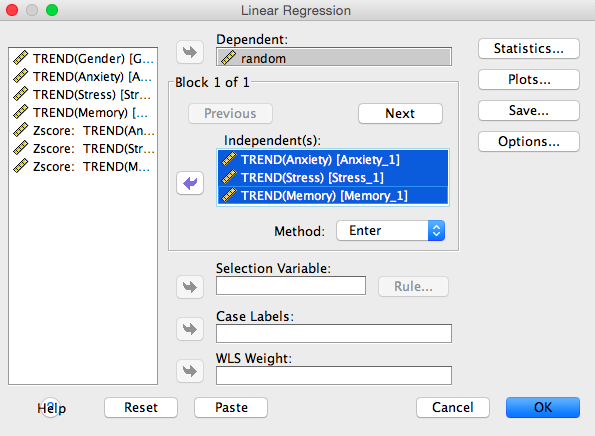 Linear Regression
TREND(Gender) [G...
TREND(Anxiety) [A...
TREND(Stress) [Str...
TREND(Memory) [...
Zscore: TREND(An...
Zscore: TREND(Str...
Zscore: TREND(M...
Dependent:
random
Block 1 of 1
Previous
Next
Independent(s):
TREND(Anxiety) [Anxiety_1]
TREND(Stress) [Stress_1]
TREND(Memory) [Memory_1]
Method:
Enter
Selection Variable:
Rule...
Case Labels:
WLS Weight:
Statistics...
Plots...
Save...
Options...
Help
?
Reset
Paste
Cancel
OK